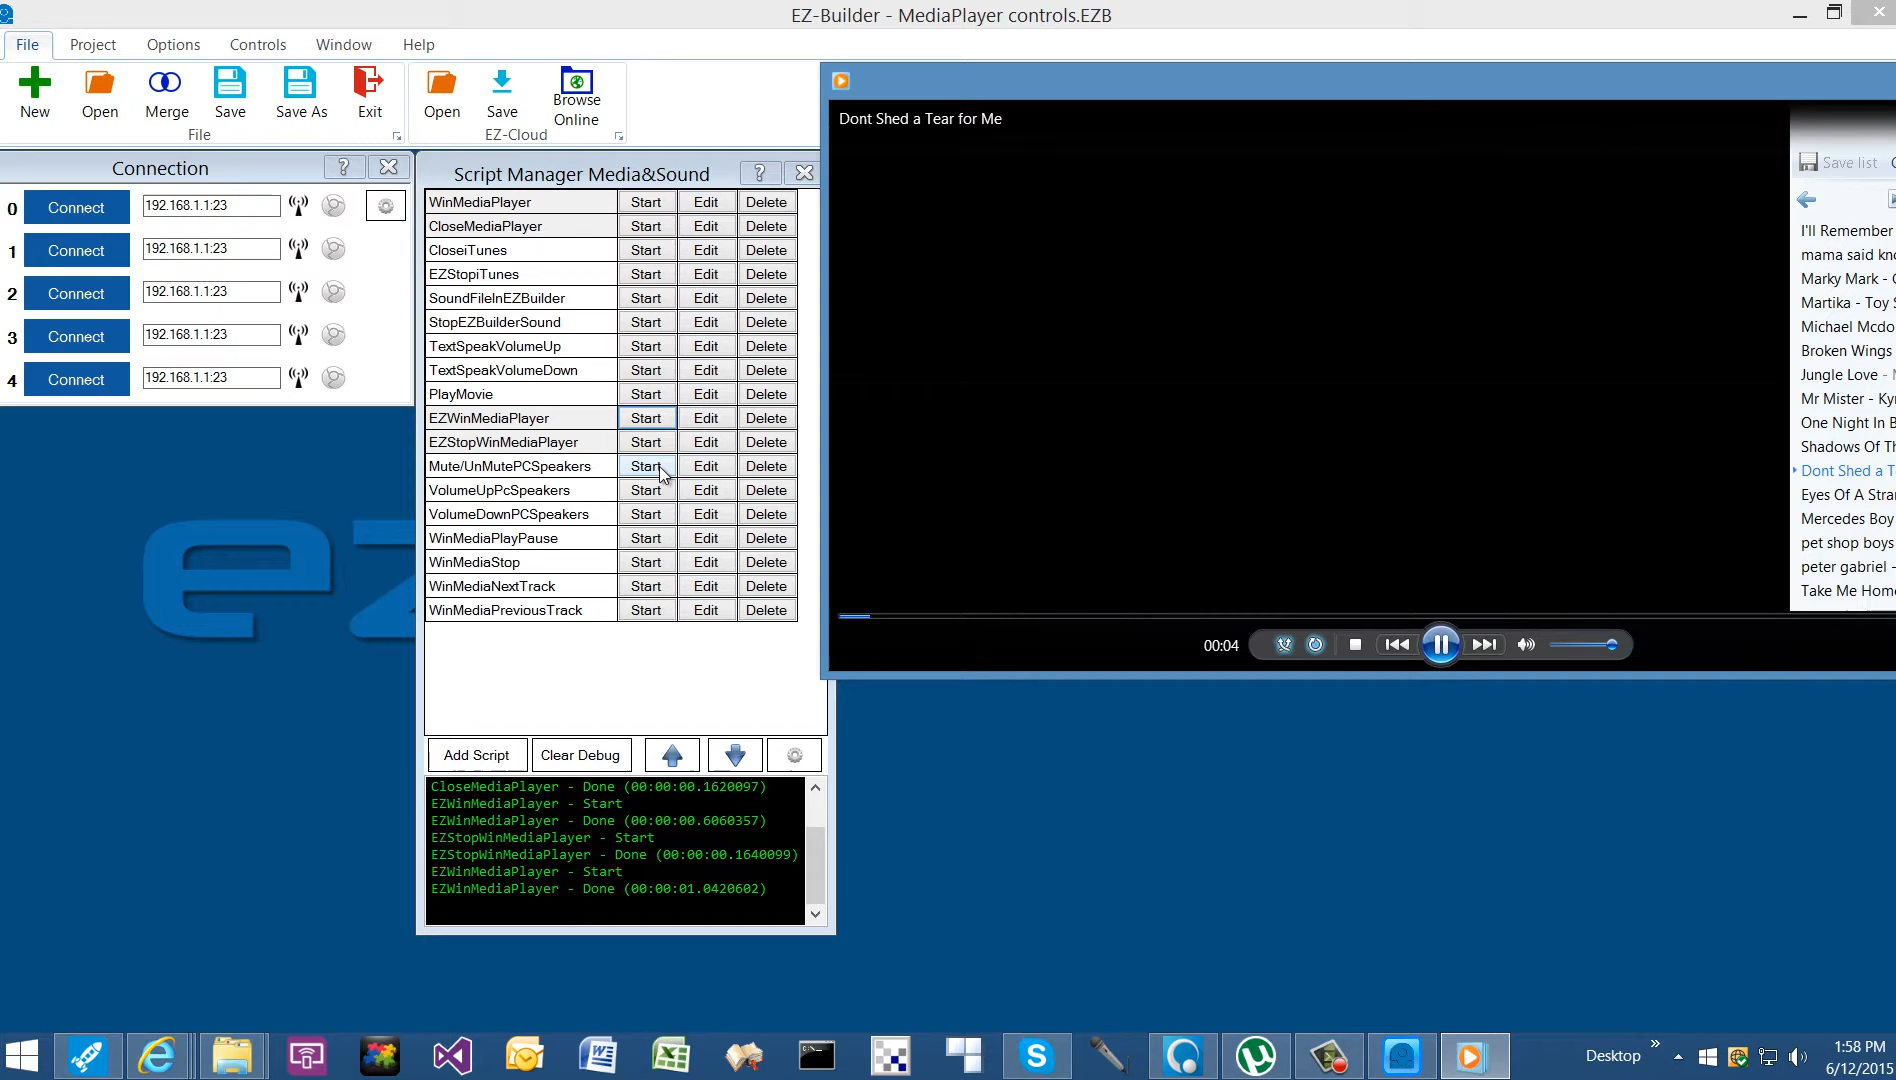 EZ-Builder - MediaPlayer controls.EZB
File Project Options Controls Window Help
New Open Merge Save Save As Exit
File
Open Save Browse Online
EZ-Cloud
Connection ?
0 Connect 192.168.1.1:23
1 Connect 192.168.1.1:23
2 Connect 192.168.1.1:23
3 Connect 192.168.1.1:23
4 Connect 192.168.1.1:23
ez
Script Manager Media&Sound ?
WinMediaPlayer Start Edit Delete
CloseMediaPlayer Start Edit Delete
CloseiTunes Start Edit Delete
EZStopiTunes Start Edit Delete
SoundFileInEZBuilder Start Edit Delete
StopEZBuilderSound Start Edit Delete
TextSpeakVolumeUp Start Edit Delete
TextSpeakVolumeDown Start Edit Delete
PlayMovie Start Edit Delete
EZWinMediaPlayer Start Edit Delete
EZStopWinMediaPlayer Start Edit Delete
Mute/UnMutePCSpeakers Start Edit Delete
VolumeUpPcSpeakers Start Edit Delete
VolumeDownPCSpeakers Start Edit Delete
WinMediaPlayPause Start Edit Delete
WinMediaStop Start Edit Delete
WinMediaNextTrack Start Edit Delete
WinMediaPreviousTrack Start Edit Delete
Add Script Clear Debug
CloseMediaPlayer - Done (00:00:00.1620097)
EZWinMediaPlayer - Start
EZWinMediaPlayer - Done (00:00:00.6060357)
EZStopWinMediaPlayer - Start
EZStopWinMediaPlayer - Done (00:00:00.1640099)
EZWinMediaPlayer - Start
EZWinMediaPlayer - Done (00:00:01.0420602)
Dont Shed a Tear for Me
Save list
I'll Remember
mama said kno
Marky Mark -
Martika - Toy S
Michael Mcdo
Broken Wings
Jungle Love -
Mr Mister - Kyr
One Night In B
Shadows Of Th
Dont Shed a T
Eyes Of A Stra
Mercedes Boy
pet shop boys
peter gabriel -
Take Me Home
00:04
Desktop
1:58 PM
6/12/2015